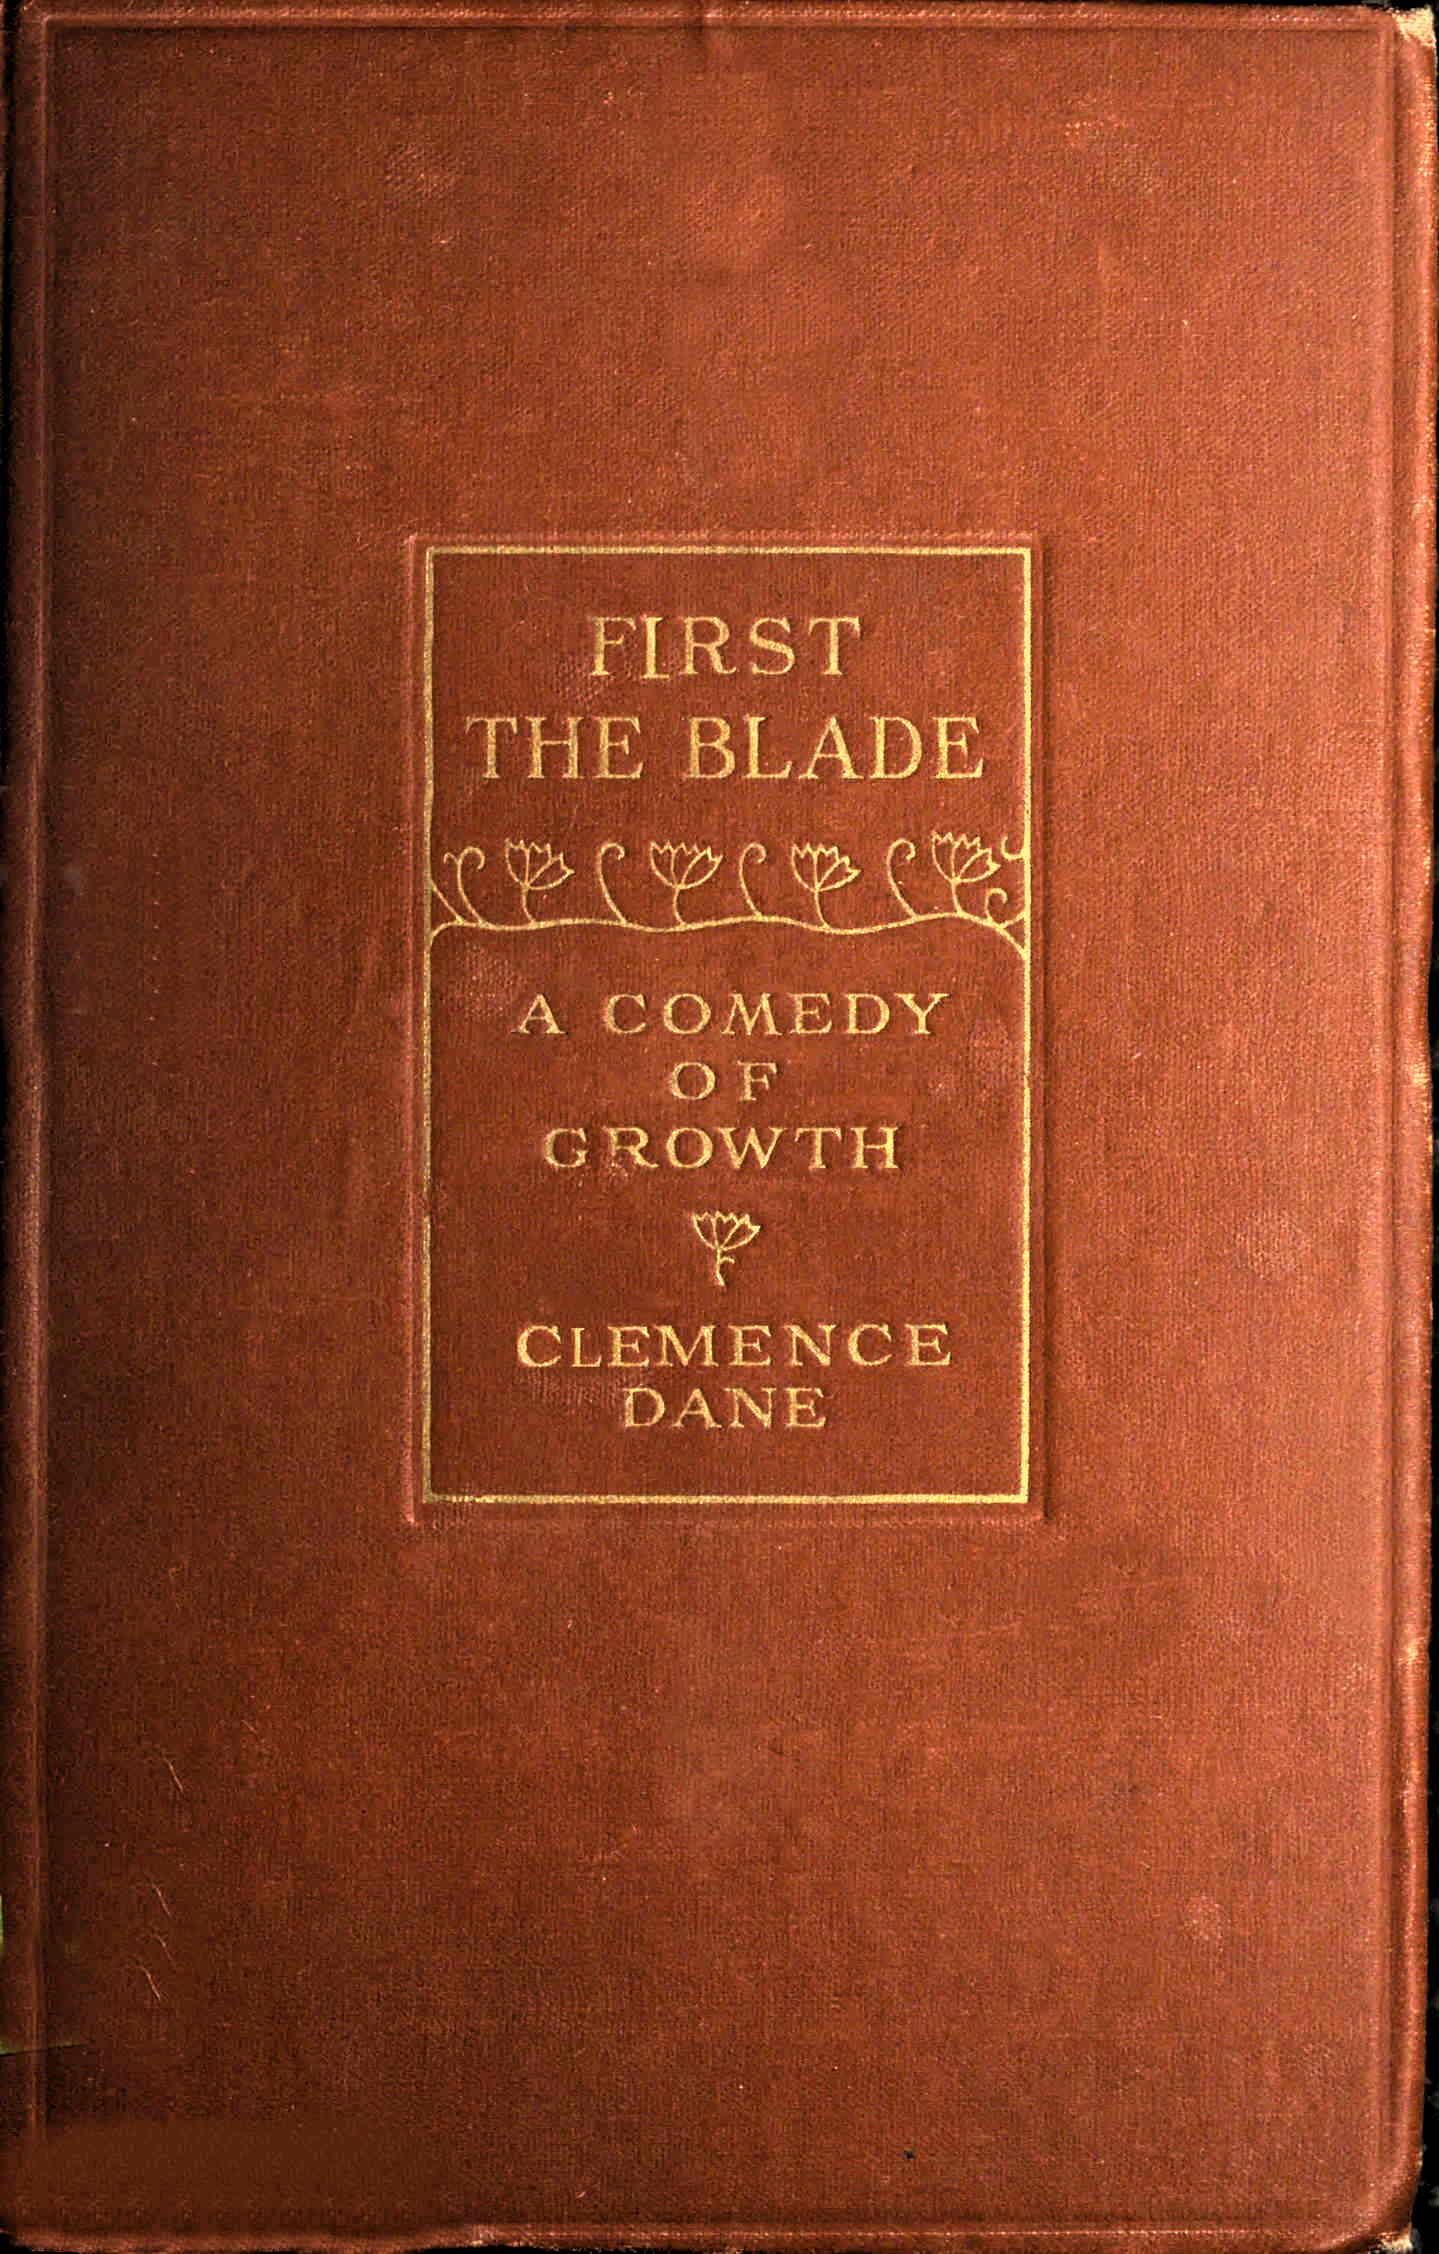 FIRST
THE BLADE
A COMEDY
OF
GROWTH
CLEMENCE
DANE